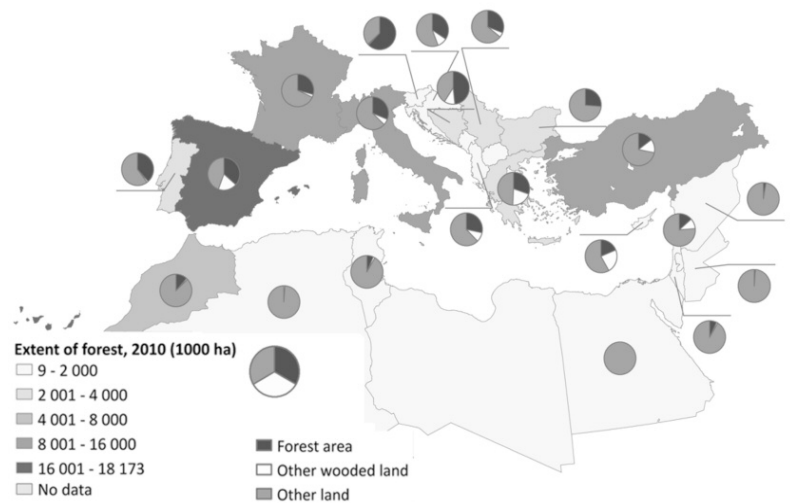 Extent of forest, 2010 (1000 ha)
9 - 2 000
2 001 - 4 000
4 001 - 8 000
8 001 - 16 000
16 001 - 18 173
No data
Forest area
Other wooded land
Other land